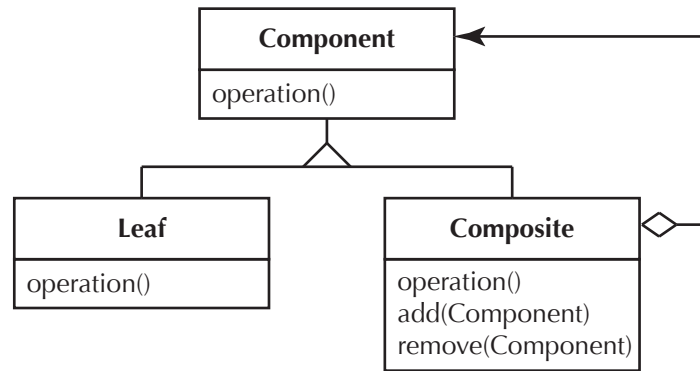 Component
operation()
Leaf
operation()
Composite
operation()
add(Component)
remove(Component)